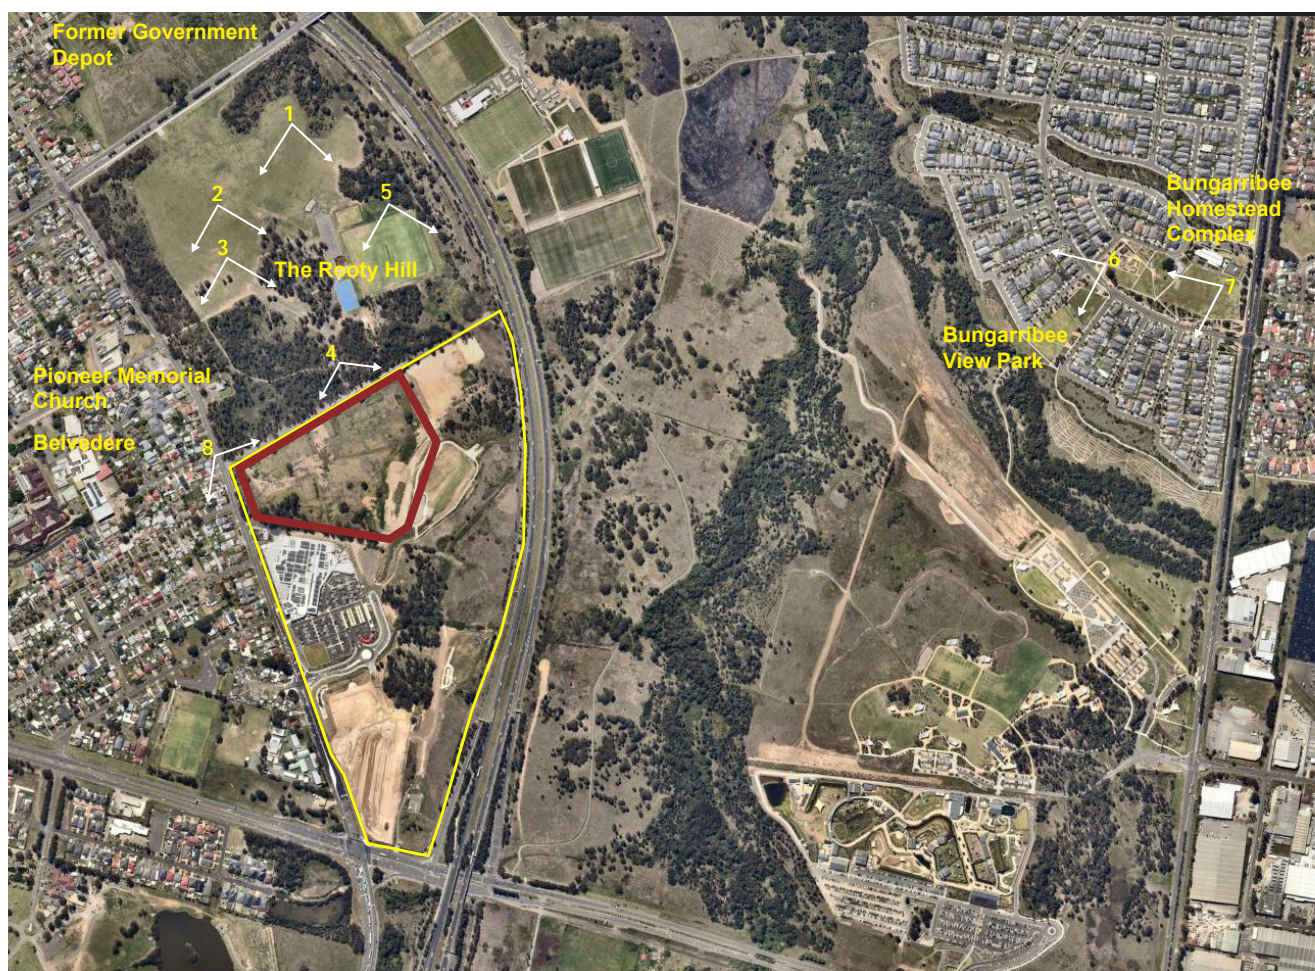 Former Government
Depot
1
2
5
3
The Rooty Hill
Bungarribee
Homestead
Complex
6
7
Bungarribee
View Park
4
Pioneer Memorial
Church
Belvedere
8